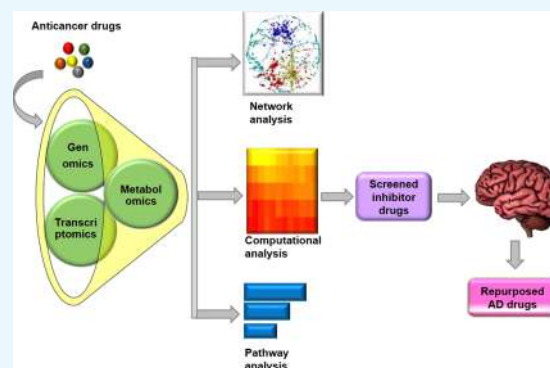 Anticancer drugs
Gen
omics
Transcri
ptomics
Metabol
omics
Network
analysis
Computational
analysis
Pathway
analysis
Screened
inhibitor
drugs
Repurposed
AD drugs